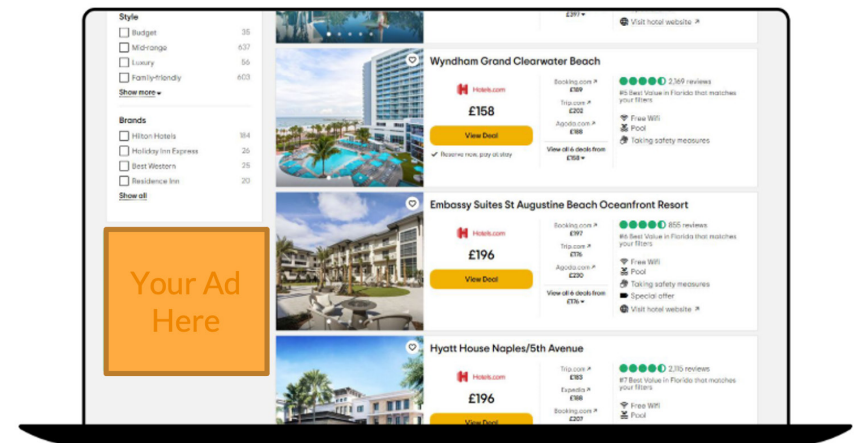 Style
Budget 35
Mid-range 637
Luxury 56
Family-friendly 603
Show more
Brands
Hilton Hotels 184
Holiday Inn Express 26
Best Western 25
Residence Inn 20
Show all
Your Ad
Here
£397
Visit hotel website
Wyndham Grand Clearwater Beach
Hotels.com
£158
View Deal
Reserve now, pay at stay
Booking.com
£189
Trip.com
£202
Agoda.com
£188
View all 6 deals from
£158
2,169 reviews
#5 Best Value in Florida that matches
your filters
Free Wifi
Pool
Taking safety measures
Embassy Suites St Augustine Beach Oceanfront Resort
Hotels.com
£196
View Deal
Booking.com
£197
Trip.com
£176
Agoda.com
£230
View all 6 deals from
£176
855 reviews
#6 Best Value in Florida that matches
your filters
Free Wifi
Pool
Taking safety measures
Special offer
Visit hotel website
Hyatt House Naples/5th Avenue
Hotels.com
£196
View Deal
Trip.com
£183
Expedia
£188
Booking.com
£207
2,115 reviews
#7 Best Value in Florida that matches
your filters
Free Wifi
Pool